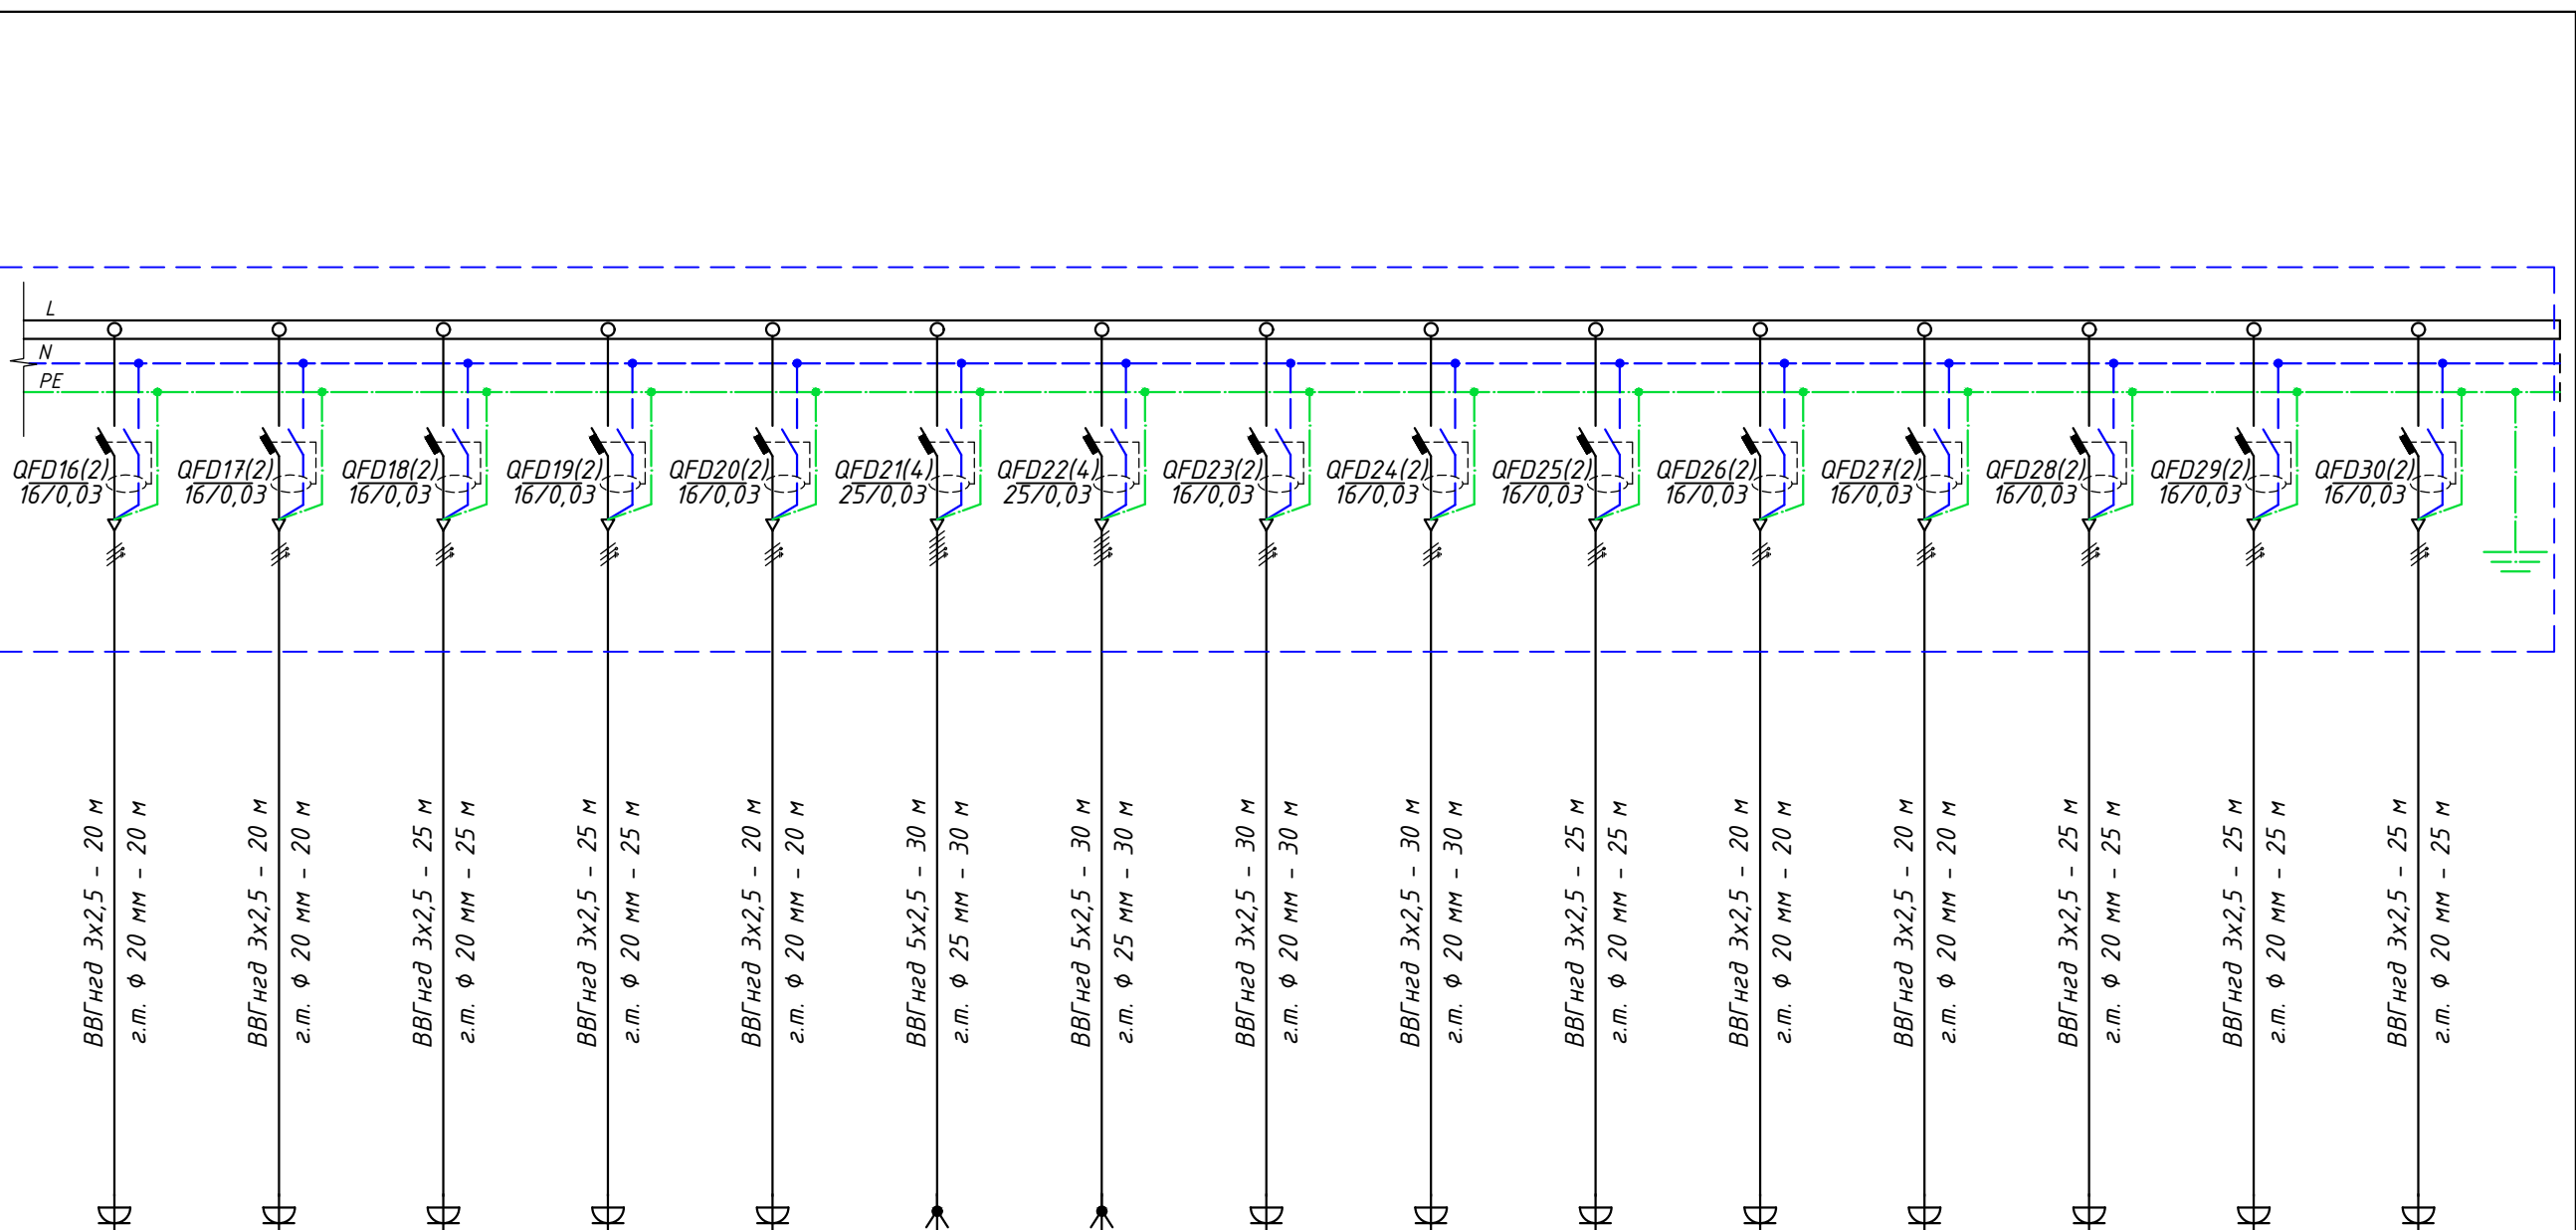 L
N
PE
QFD16(2)
16/0,03
QFD17(2)
16/0,03
QFD18(2)
16/0,03
QFD19(2)
16/0,03
QFD20(2)
16/0,03
QFD21(4)
25/0,03
QFD22(4)
25/0,03
QFD23(2)
16/0,03
QFD24(2)
16/0,03
QFD25(2)
16/0,03
QFD26(2)
16/0,03
QFD27(2)
16/0,03
QFD28(2)
16/0,03
QFD29(2)
16/0,03
QFD30(2)
16/0,03
ВВГнгд 3х2,5 - 20 м
г.т. Ф 20 мм - 20 м
ВВГнгд 3х2,5 - 20 м
г.т. Ф 20 мм - 20 м
ВВГнгд 3х2,5 - 25 м
г.т. Ф 20 мм - 25 м
ВВГнгд 3х2,5 - 25 м
г.т. Ф 20 мм - 25 м
ВВГнгд 3х2,5 - 20 м
г.т. Ф 20 мм - 20 м
ВВГнгд 5х2,5 - 30 м
г.т. Ф 25 мм - 30 м
ВВГнгд 5х2,5 - 30 м
г.т. Ф 25 мм - 30 м
ВВГнгд 3х2,5 - 30 м
г.т. Ф 20 мм - 30 м
ВВГнгд 3х2,5 - 30 м
г.т. Ф 20 мм - 30 м
ВВГнгд 3х2,5 - 25 м
г.т. Ф 20 мм - 25 м
ВВГнгд 3х2,5 - 20 м
г.т. Ф 20 мм - 20 м
ВВГнгд 3х2,5 - 20 м
г.т. Ф 20 мм - 20 м
ВВГнгд 3х2,5 - 25 м
г.т. Ф 20 мм - 25 м
ВВГнгд 3х2,5 - 25 м
г.т. Ф 20 мм - 25 м
ВВГнгд 3х2,5 - 25 м
г.т. Ф 20 мм - 25 м